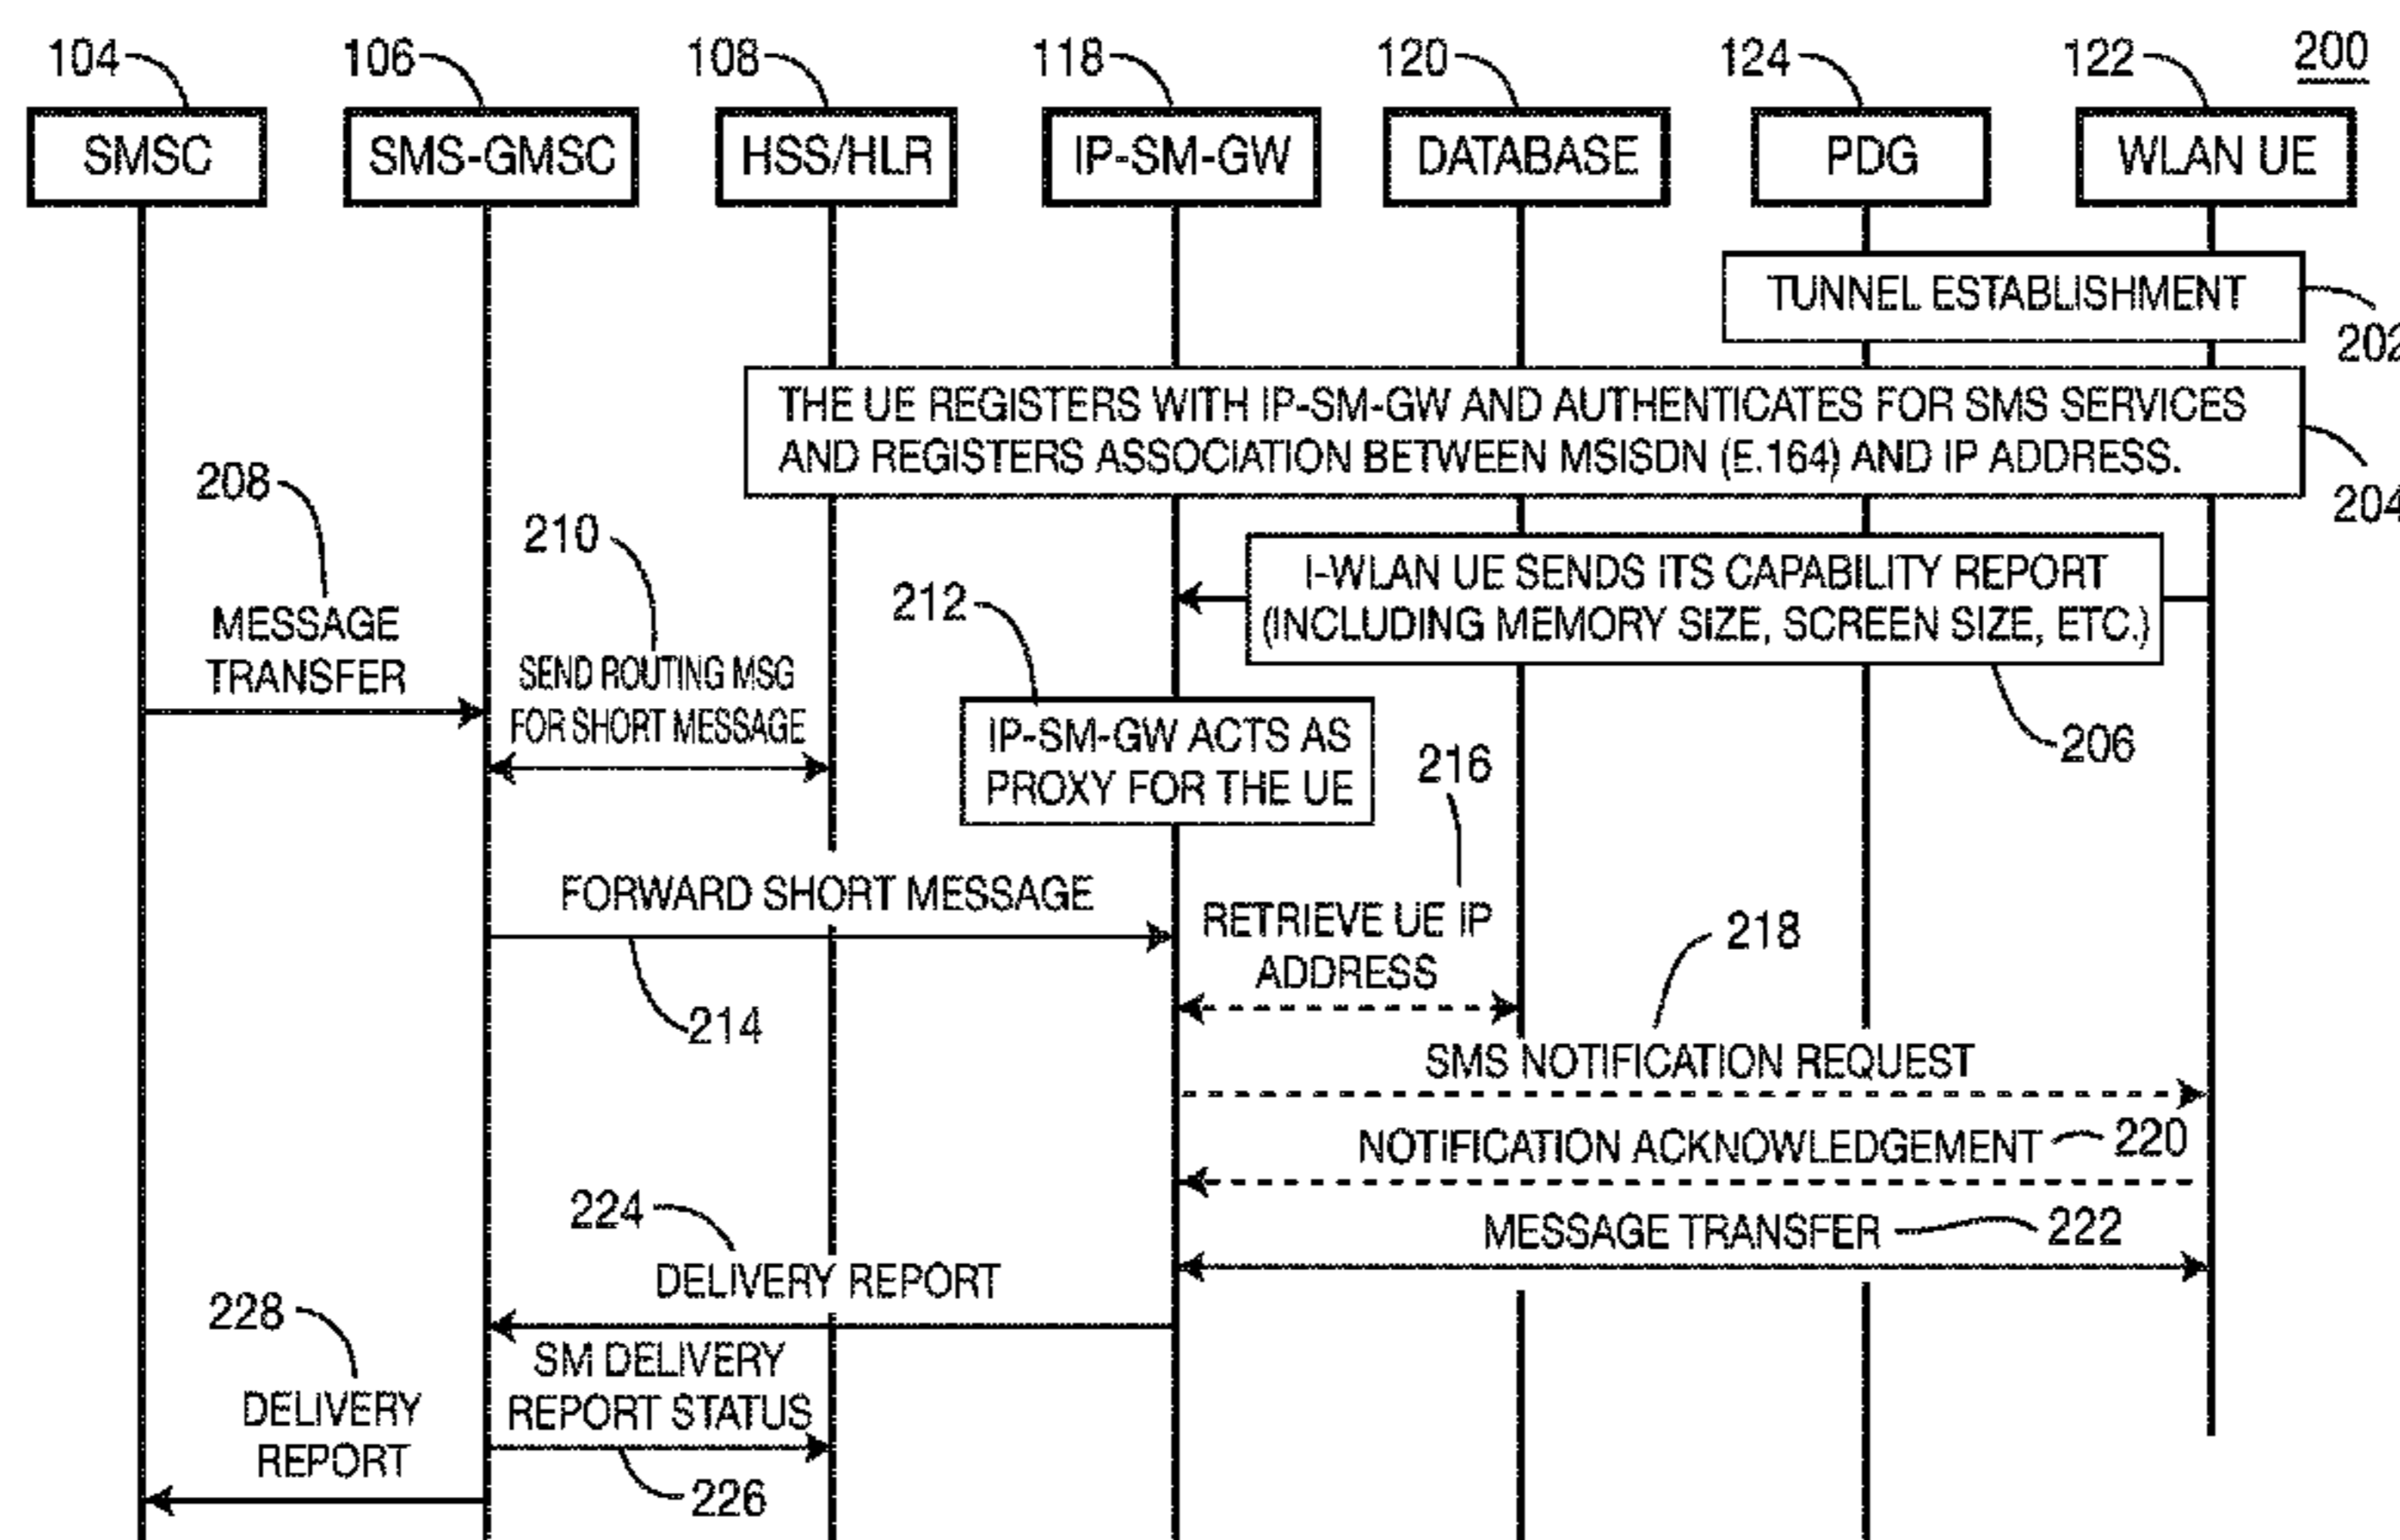 104
106
108
118
120
124
122
200
SMSC
SMS-GMSC
HSS/HLR
IP-SM-GW
DATABASE
PDG
WLAN UE
TUNNEL ESTABLISHMENT
202
THE UE REGISTERS WITH IP-SM-GW AND AUTHENTICATES FOR SMS SERVICES
AND REGISTERS ASSOCIATION BETWEEN MSISDN (E.164) AND IP ADDRESS.
204
208
210
I-WLAN UE SENDS ITS CAPABILITY REPORT
(INCLUDING MEMORY SIZE, SCREEN SIZE, ETC.)
206
212
MESSAGE
TRANSFER
SEND ROUTING MSG
FOR SHORT MESSAGE
IP-SM-GW ACTS AS
PROXY FOR THE UE
216
FORWARD SHORT MESSAGE
214
RETRIEVE UE IP
ADDRESS
218
SMS NOTIFICATION REQUEST
NOTIFICATION ACKNOWLEDGEMENT
220
MESSAGE TRANSFER
222
224
DELIVERY REPORT
228
SM DELIVERY
REPORT STATUS
226
DELIVERY
REPORT